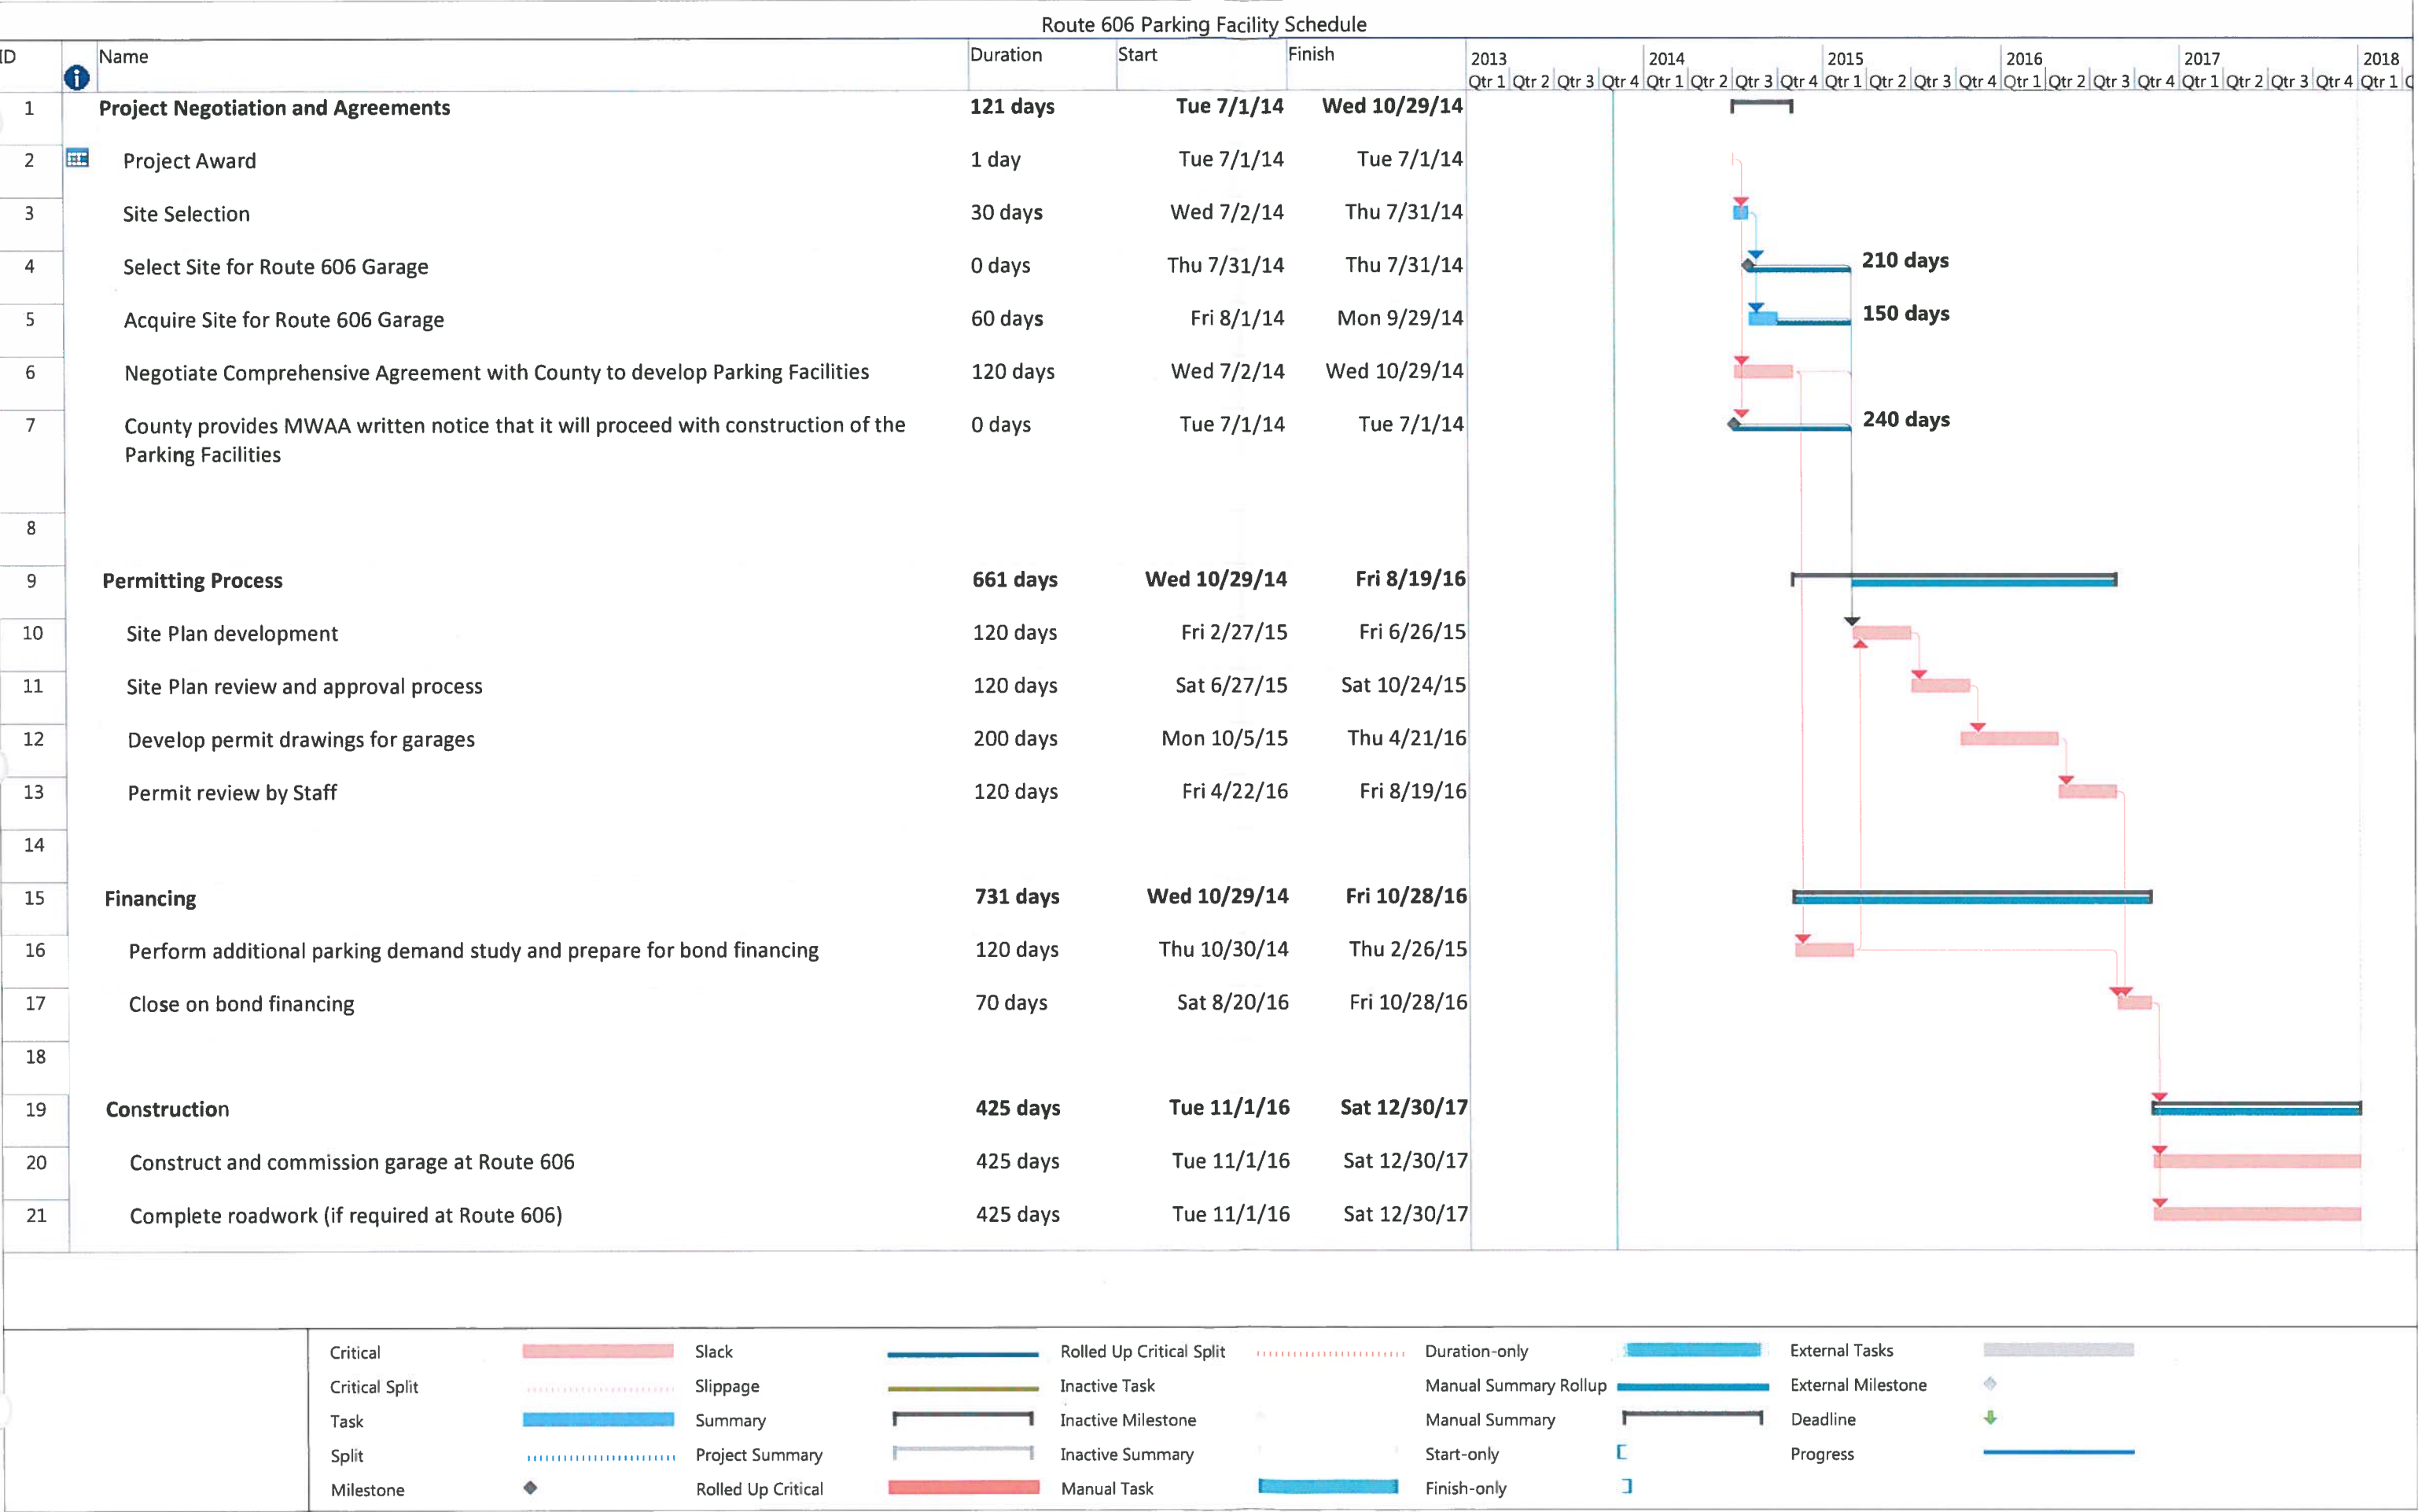 Route 606 Parking Facility Schedule
ID Name Duration Start Finish 2013 2014 2015 2016 2017 2018
Qtr 1 Qtr 2 Qtr 3 Qtr 4 Qtr 1 Qtr 2 Qtr 3 Qtr 4 Qtr 1 Qtr 2 Qtr 3 Qtr 4 Qtr 1 Qtr 2 Qtr 3 Qtr 4 Qtr 1 Qtr 2 Qtr 3 Qtr 4 Qtr 1
1 Project Negotiation and Agreements 121 days Tue 7/1/14 Wed 10/29/14
2 Project Award 1 day Tue 7/1/14 Tue 7/1/14
3 Site Selection 30 days Wed 7/2/14 Thu 7/31/14
4 Select Site for Route 606 Garage 0 days Thu 7/31/14 Thu 7/31/14 210 days
5 Acquire Site for Route 606 Garage 60 days Fri 8/1/14 Mon 9/29/14 150 days
6 Negotiate Comprehensive Agreement with County to develop Parking Facilities 120 days Wed 7/2/14 Wed 10/29/14
7 County provides MWAA written notice that it will proceed with construction of the 0 days Tue 7/1/14 Tue 7/1/14 240 days
Parking Facilities
8
9 Permitting Process 661 days Wed 10/29/14 Fri 8/19/16
10 Site Plan development 120 days Fri 2/27/15 Fri 6/26/15
11 Site Plan review and approval process 120 days Sat 6/27/15 Sat 10/24/15
12 Develop permit drawings for garages 200 days Mon 10/5/15 Thu 4/21/16
13 Permit review by Staff 120 days Fri 4/22/16 Fri 8/19/16
14
15 Financing 731 days Wed 10/29/14 Fri 10/28/16
16 Perform additional parking demand study and prepare for bond financing 120 days Thu 10/30/14 Thu 2/26/15
17 Close on bond financing 70 days Sat 8/20/16 Fri 10/28/16
18
19 Construction 425 days Tue 11/1/16 Sat 12/30/17
20 Construct and commission garage at Route 606 425 days Tue 11/1/16 Sat 12/30/17
21 Complete roadwork (if required at Route 606) 425 days Tue 11/1/16 Sat 12/30/17
Critical Slack Rolled Up Critical Split Duration-only External Tasks
Critical Split Slippage Inactive Task Manual Summary Rollup External Milestone
Task Summary Inactive Milestone Manual Summary Deadline
Split Project Summary Inactive Summary Start-only Progress
Milestone Rolled Up Critical Manual Task Finish-only